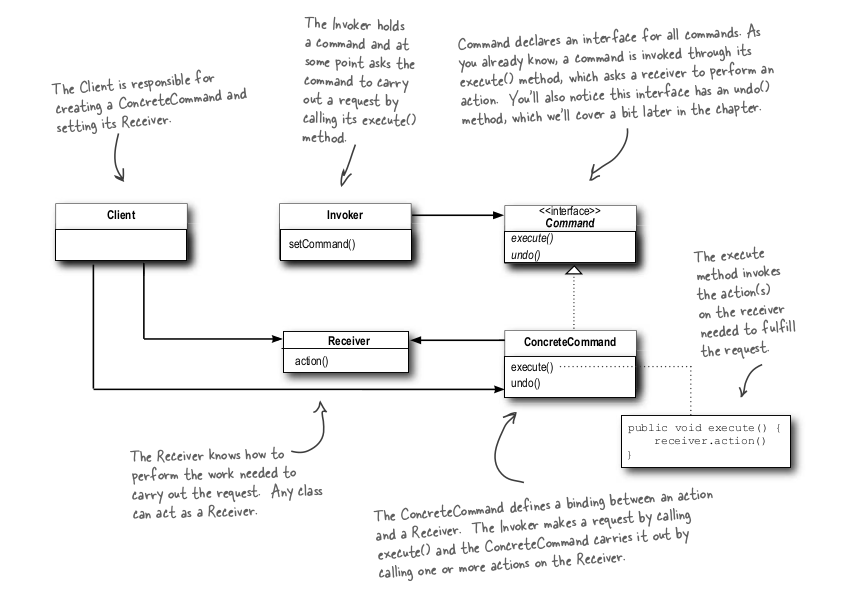 The Client is responsible for
creating a ConcreteCommand and
setting its Receiver.
The Invoker holds
a command and at
some point asks the
command to carry
out a request by
calling its execute()
method.
Command declares an interface for all commands. As
you already know, a command is invoked through its
execute() method, which asks a receiver to perform an
action. You'll also notice this interface has an undo()
method, which we'll cover a bit later in the chapter.
Client
Invoker
setCommand()
<<interface>>
Command
execute()
undo()
The execute
method invokes
the action(s)
on the receiver
needed to fulfill
the request.
Receiver
action()
ConcreteCommand
execute()
undo()
public void execute() {
receiver.action()
}
The Receiver knows how to
perform the work needed to
carry out the request. Any class
can act as a Receiver.
The ConcreteCommand defines a binding between an action
and a Receiver. The Invoker makes a request by calling
execute() and the ConcreteCommand carries it out by
calling one or more actions on the Receiver.